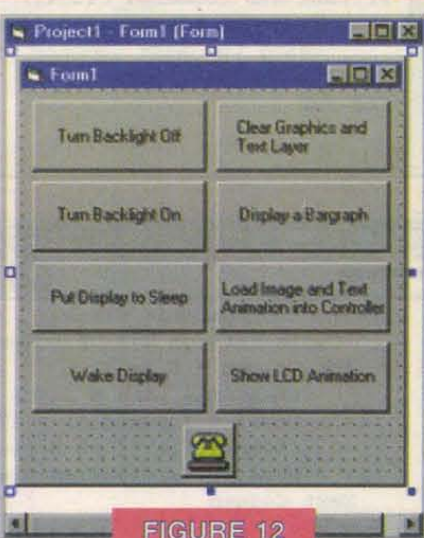 Project1 - Form1 (Form)
Form1
Turn Backlight Off
Clear Graphics and
Text Layer
Turn Backlight On
Display a Bargraph
Put Display to Sleep
Load Image and Text
Animation into Controller
Wake Display
Show LCD Animation
FIGURE 12